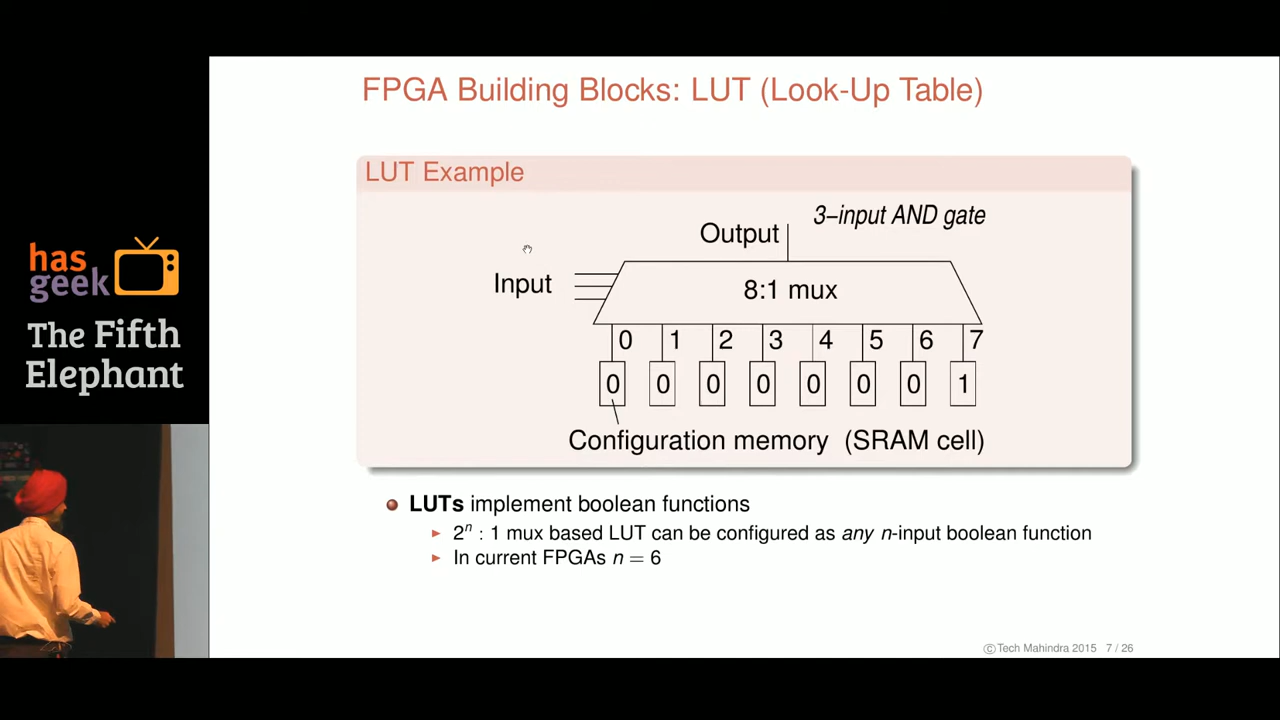 FPGA Building Blocks: LUT (Look-Up Table)
LUT Example
3−input AND gate
Output
Input
8:1 mux
0 1 2 3 4 5 6 7
0 0 0 0 0 0 0 1
Configuration memory (SRAM cell)
LUTs implement boolean functions
2ⁿ : 1 mux based LUT can be configured as any n-input boolean function
In current FPGAs n = 6
©Tech Mahindra 2015 7 / 26
has
geek
The Fifth
Elephant